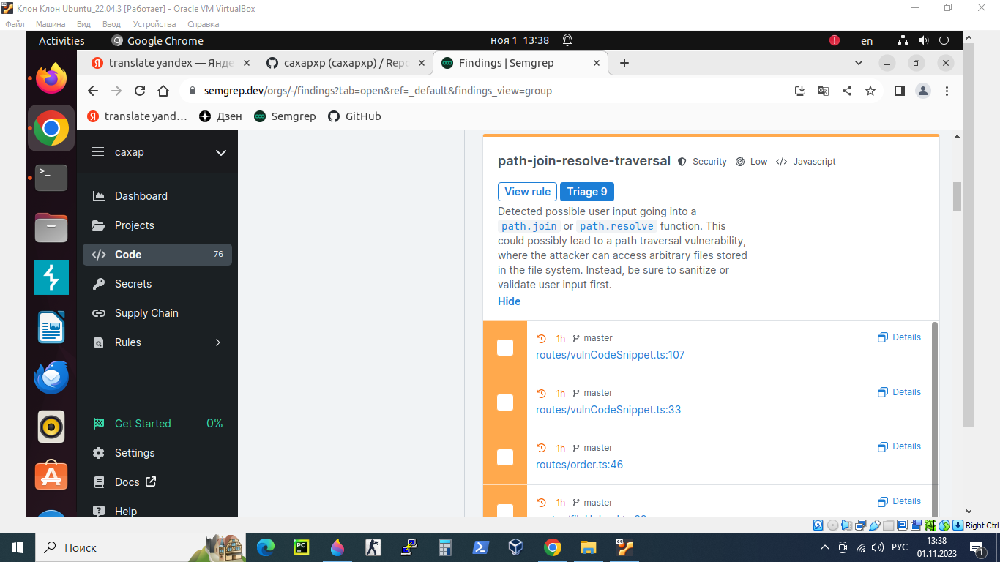 Клон Клон Ubuntu_22.04.3 [Работает] - Oracle VM VirtualBox
Файл Машина Вид Ввод Устройства Справка
Activities Google Chrome ноя 1 13:38 en
translate yandex — Янде caxapxp (caxapxp) / Repo Findings | Semgrep
semgrep.dev/orgs/-/findings?tab=open&ref=_default&findings_view=group
translate yand... Дзен Semgrep GitHub
caxap
Dashboard
Projects
Code 76
Secrets
Supply Chain
Rules
Get Started 0%
Settings
Docs
Help
path-join-resolve-traversal Security Low Javascript
View rule Triage 9
Detected possible user input going into a
path.join or path.resolve function. This
could possibly lead to a path traversal vulnerability,
where the attacker can access arbitrary files stored
in the file system. Instead, be sure to sanitize or
validate user input first.
Hide
1h master Details
routes/vulnCodeSnippet.ts:107
1h master Details
routes/vulnCodeSnippet.ts:33
1h master Details
routes/order.ts:46
1h master Details
Right Ctrl
Поиск
РУС
13:38
01.11.2023
1